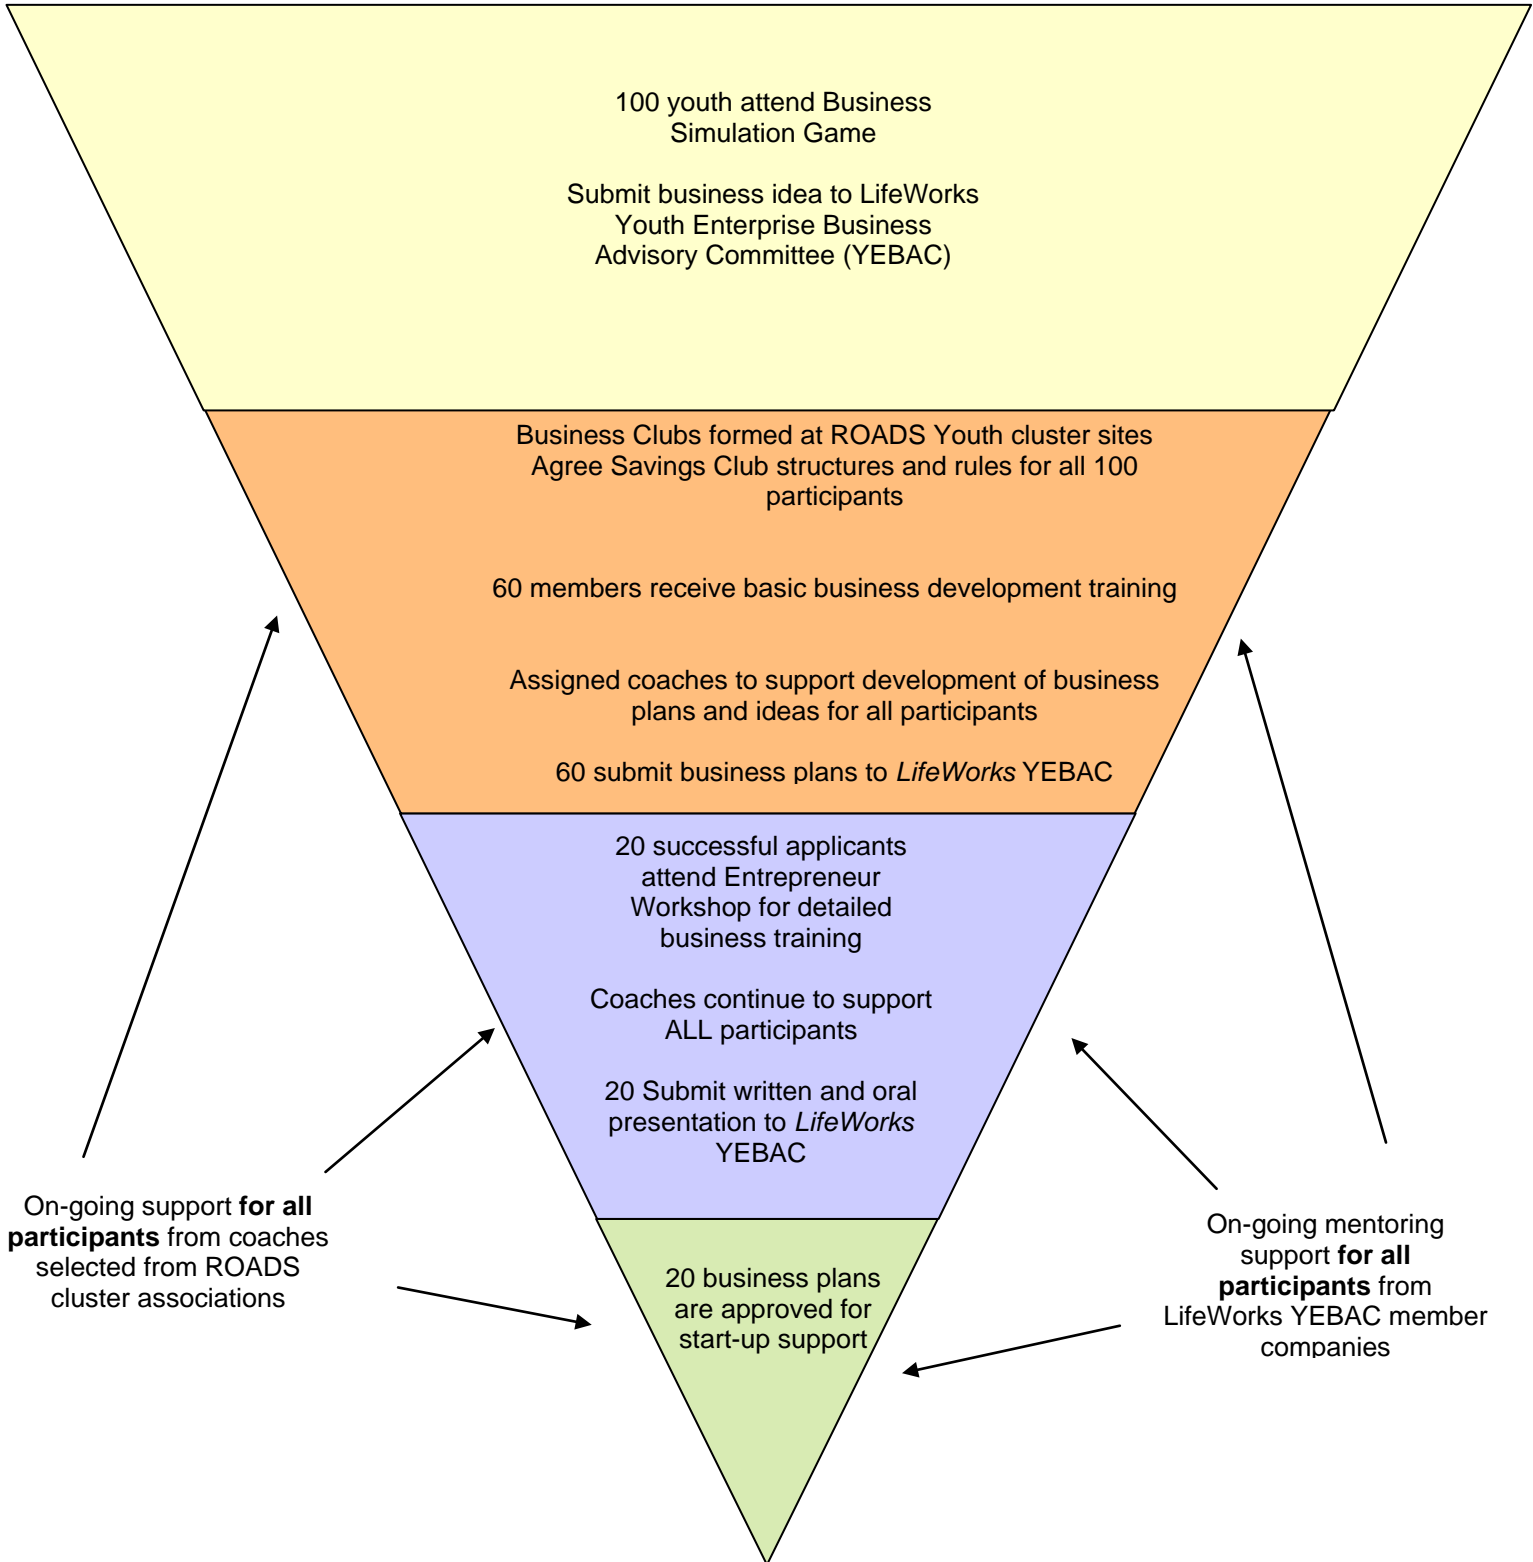 100 youth attend Business
Simulation Game
Submit business idea to LifeWorks
Youth Enterprise Business
Advisory Committee (YEBAC)
Business Clubs formed at ROADS Youth cluster sites
Agree Savings Club structures and rules for all 100
participants
60 members receive basic business development training
Assigned coaches to support development of business
plans and ideas for all participants
60 submit business plans to LifeWorks YEBAC
20 successful applicants
attend Entrepreneur
Workshop for detailed
business training
Coaches continue to support
ALL participants
20 Submit written and oral
presentation to LifeWorks
YEBAC
On-going support for all
participants from coaches
selected from ROADS
cluster associations
On-going mentoring
support for all
participants from
LifeWorks YEBAC member
companies
20 business plans
are approved for
start-up support